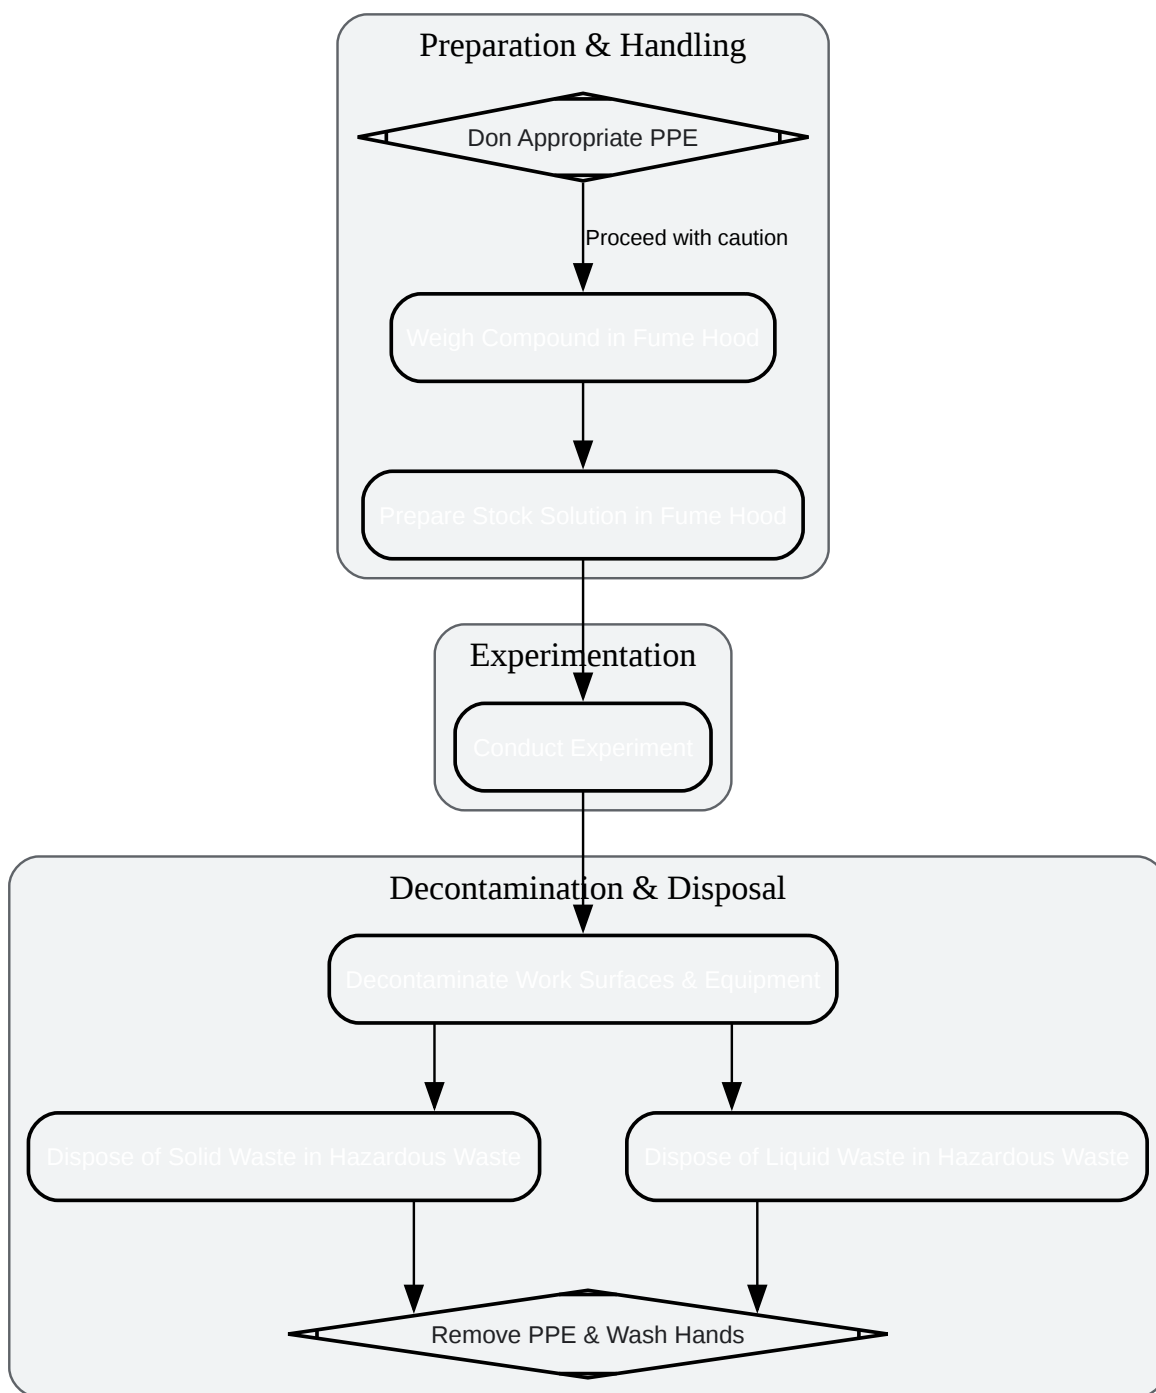 Preparation & Handling
Don Appropriate PPE
Proceed with caution
Weigh Compound in Fume Hood
Prepare Stock Solution in Fume Hood
Experimentation
Conduct Experiment
Decontamination & Disposal
Decontaminate Work Surfaces & Equipment
Dispose of Solid Waste in Hazardous Waste
Dispose of Liquid Waste in Hazardous Waste
Remove PPE & Wash Hands